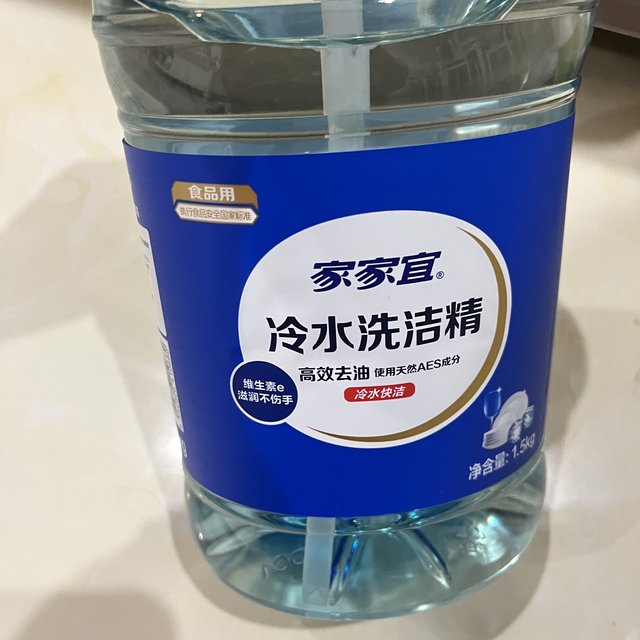 食品用
执行食品安全国家标准
家家宜®
冷水洗洁精
高效去油 使用天然AES成分
冷水快洁
维生素e
滋润不伤手
净含量: 1.5kg